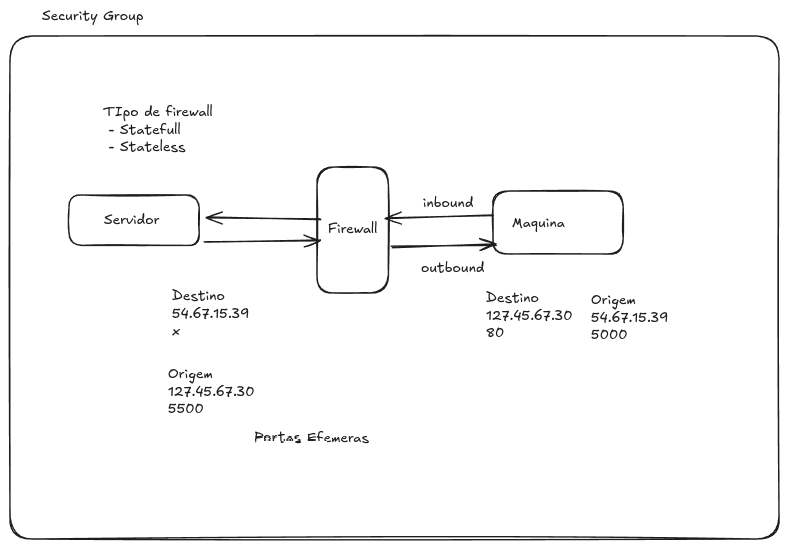 Security Group
TIpo de firewall
- Statefull
- Stateless
Servidor
Firewall
inbound
Maquina
outbound
Destino
54.67.15.39
x
Destino
127.45.67.30
80
Origem
54.67.15.39
5000
Origem
127.45.67.30
5500
Portas Efemeras